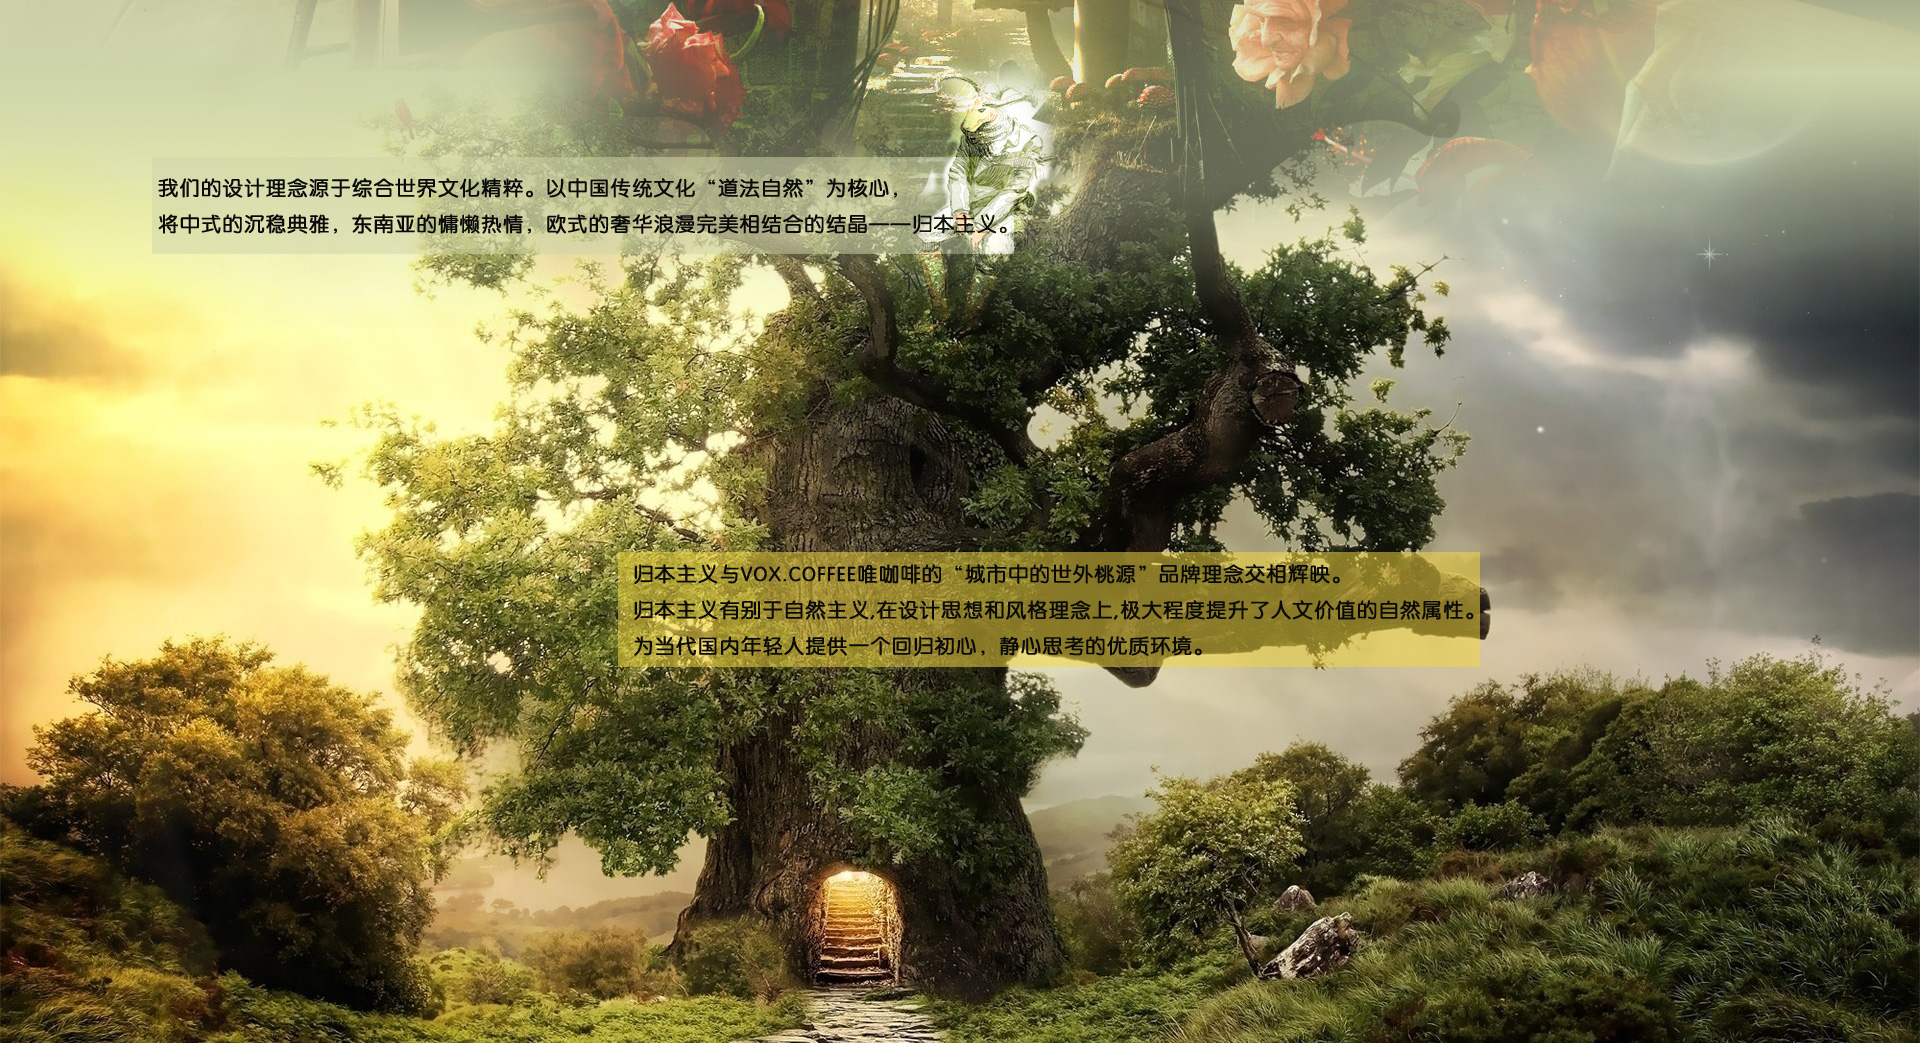 我们的设计理念源于综合世界文化精粹。以中国传统文化“道法自然”为核心，
将中式的沉稳典雅，东南亚的慵懒热情，欧式的奢华浪漫完美相结合的结晶——归本主义。
归本主义与VOX.COFFEE唯咖啡的“城市中的世外桃源”品牌理念交相辉映。
归本主义有别于自然主义,在设计思想和风格理念上,极大程度提升了人文价值的自然属性。
为当代国内年轻人提供一个回归初心，静心思考的优质环境。